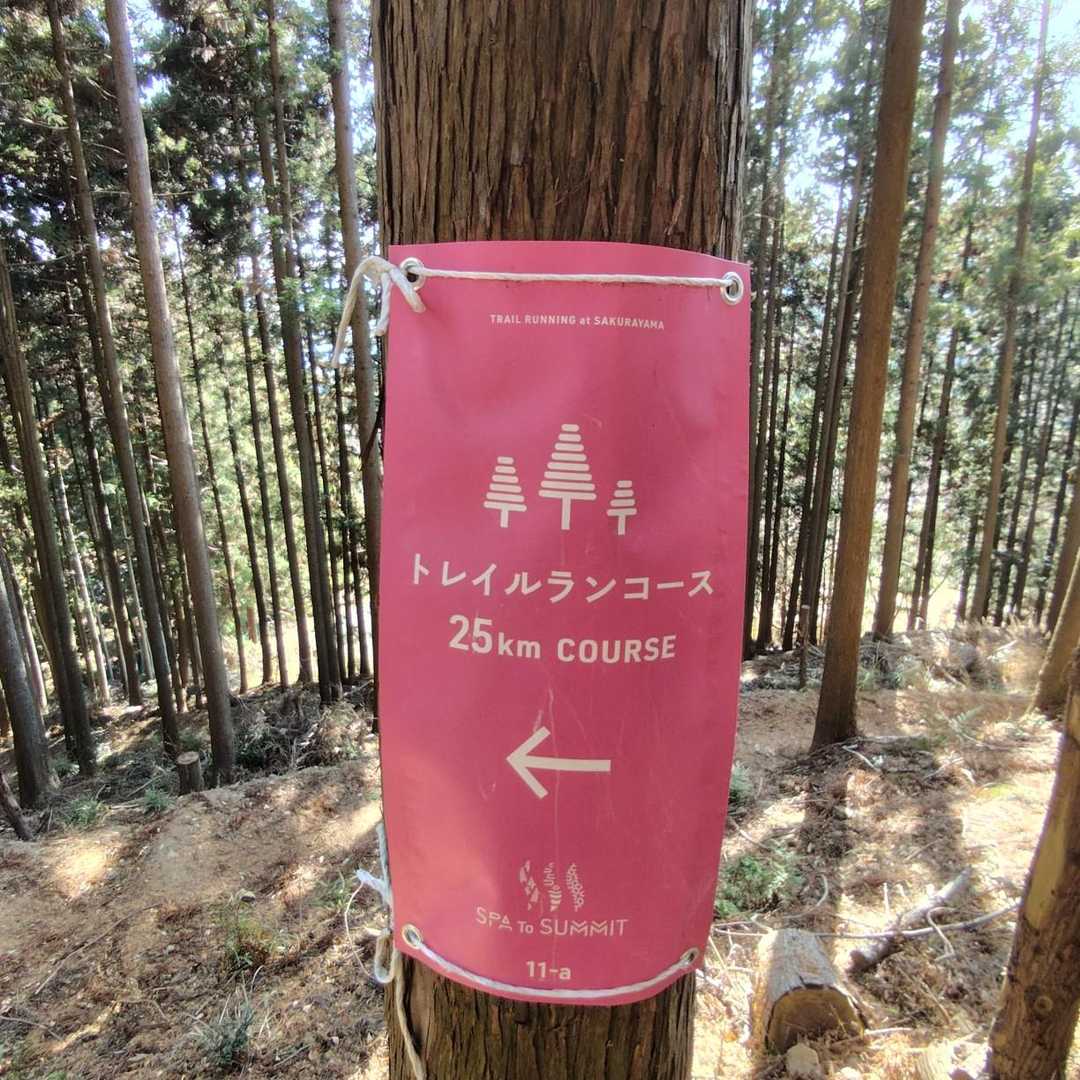 TRAIL RUNNING at SAKURAYAMA
トレイルランコース
25km COURSE
SPA To SUMMIT
11-a